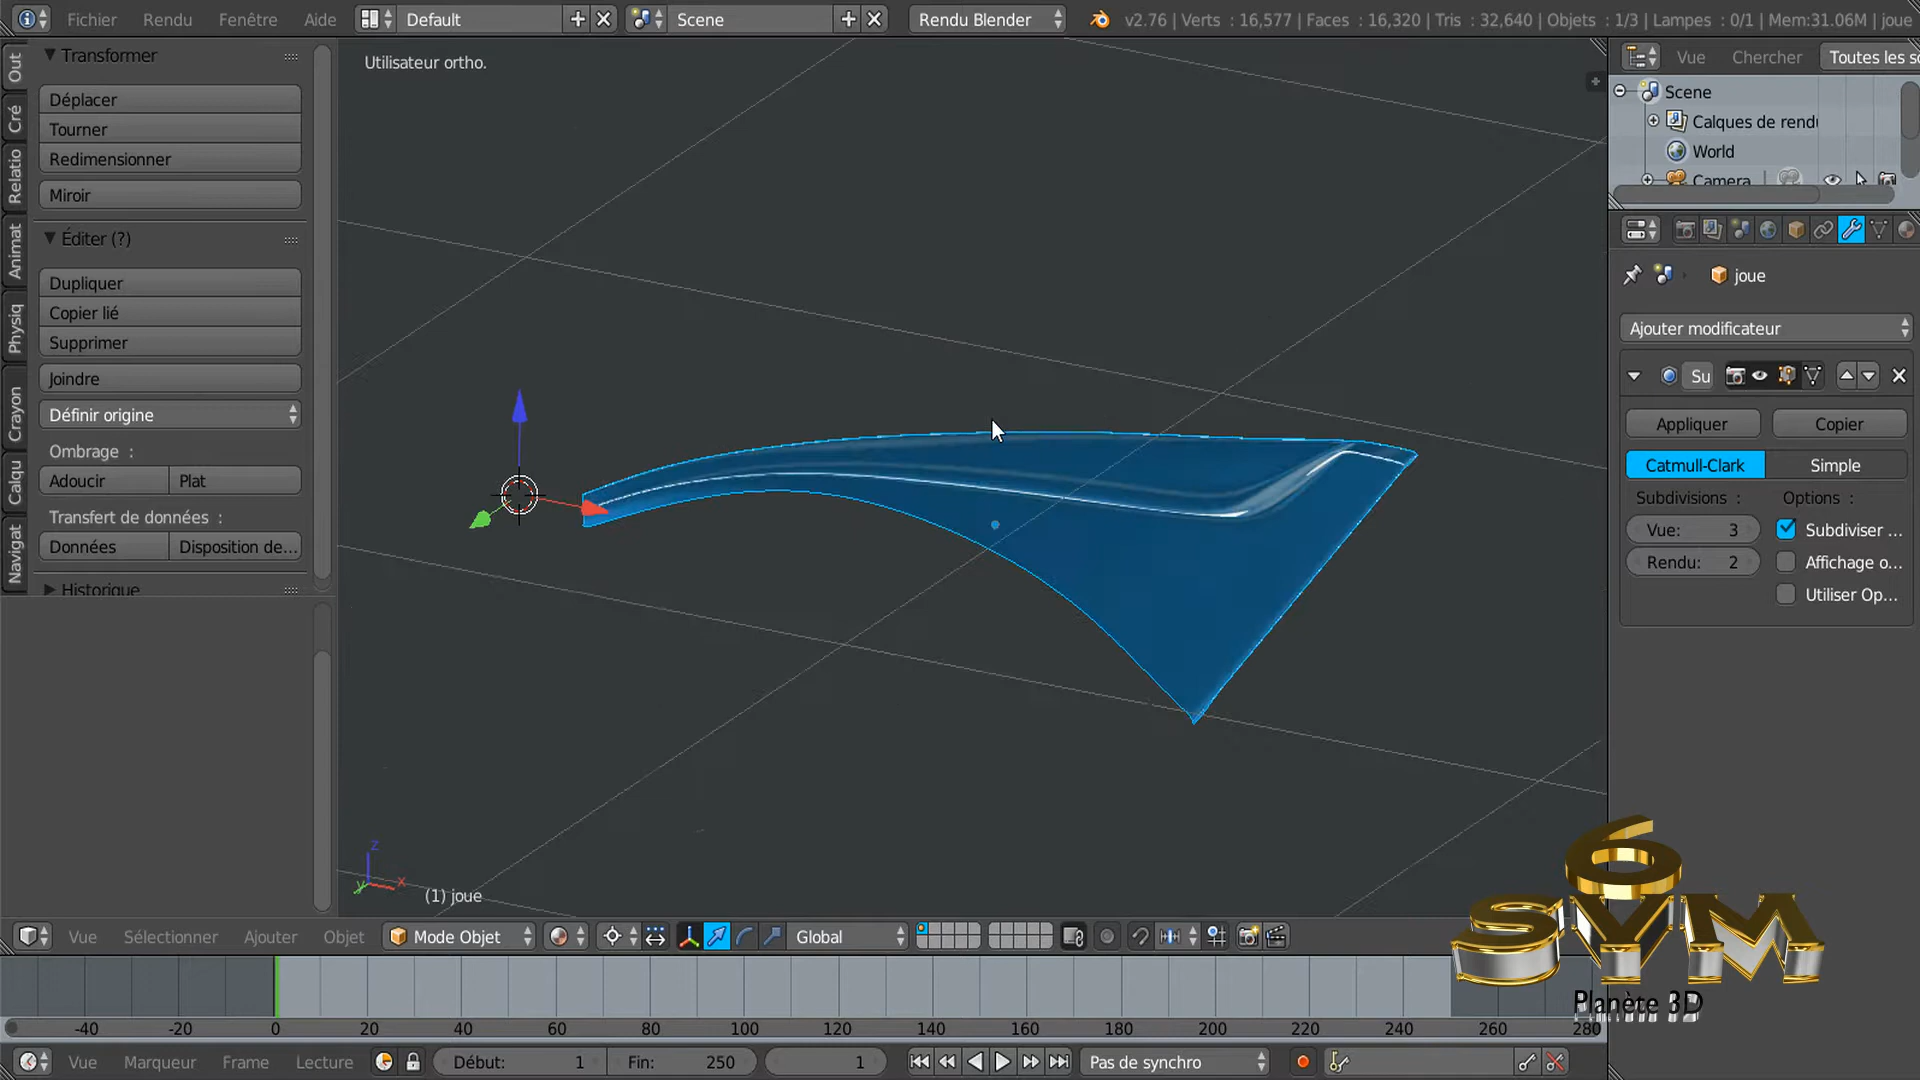 Fichier Rendu Fenêtre Aide Default Scene Rendu Blender v2.76 | Verts : 16,577 | Faces : 16,320 | Tris : 32,640 | Objets : 1/3 | Lampes : 0/1 | Mem:31.06M | joue
Transformer
Déplacer
Tourner
Redimensionner
Miroir
Éditer (?)
Dupliquer
Copier lié
Supprimer
Joindre
Définir origine
Ombrage :
Adoucir Plat
Transfert de données :
Données Disposition de...
Historique
Out
Cré
Relatio
Animat
Physiq
Crayon
Calqu
Navigat
Utilisateur ortho.
z
y x
(1) joue
Vue Chercher Toutes les sc
Scene
Calques de rendu
World
Camera
joue
Ajouter modificateur
Su
Appliquer Copier
Catmull-Clark Simple
Subdivisions : Options :
Vue: 3 Subdiviser ...
Rendu: 2 Affichage o...
Utiliser Op...
6
SYM
Planète 3D
Vue Sélectionner Ajouter Objet Mode Objet Global
-40 -20 0 20 40 60 80 100 120 140 160 180 200 220 240 260 280
Vue Marqueur Frame Lecture Début: 1 Fin: 250 1 Pas de synchro